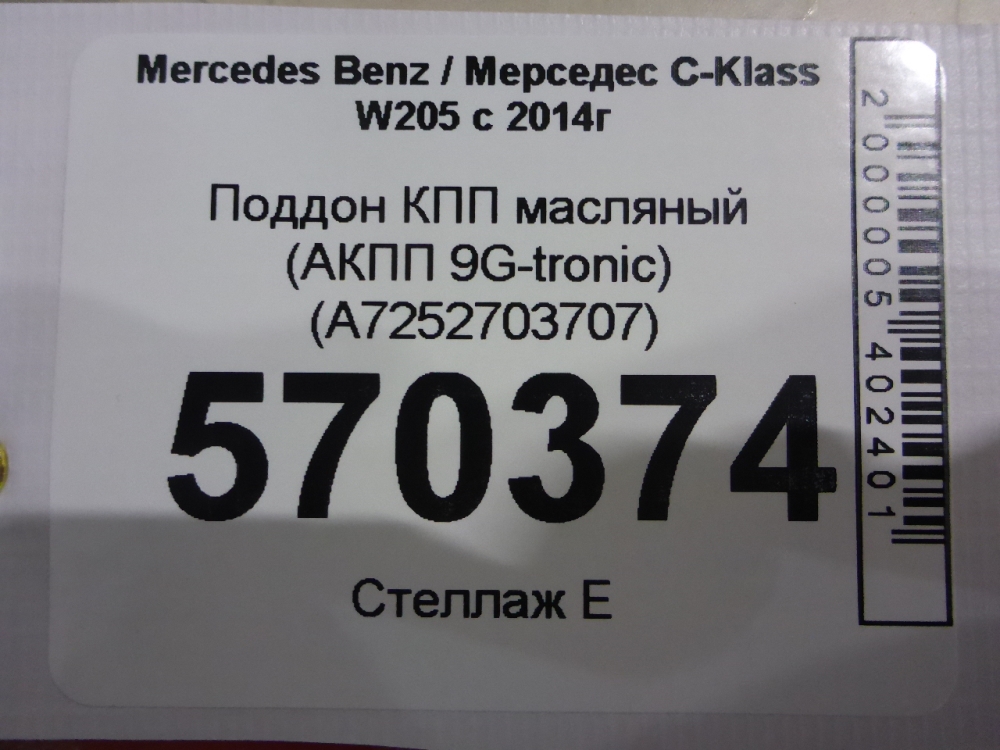 Mercedes Benz / Мерседес C-Klass
W205 с 2014г
Поддон КПП масляный
(АКПП 9G-tronic)
(A7252703707)
570374
Стеллаж E
2000005402401